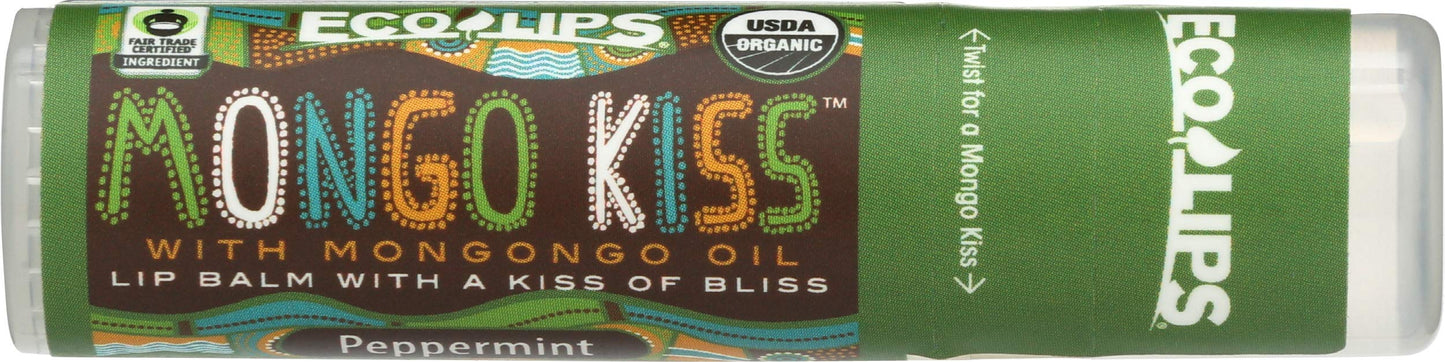 FAIR TRADE
CERTIFIED
INGREDIENT
ECO LIPS®
USDA
ORGANIC
MONGO KISS™
WITH MONGONGO OIL
LIP BALM WITH A KISS OF BLISS
Peppermint
←Twist for a Mongo Kiss→
ECO LIPS®